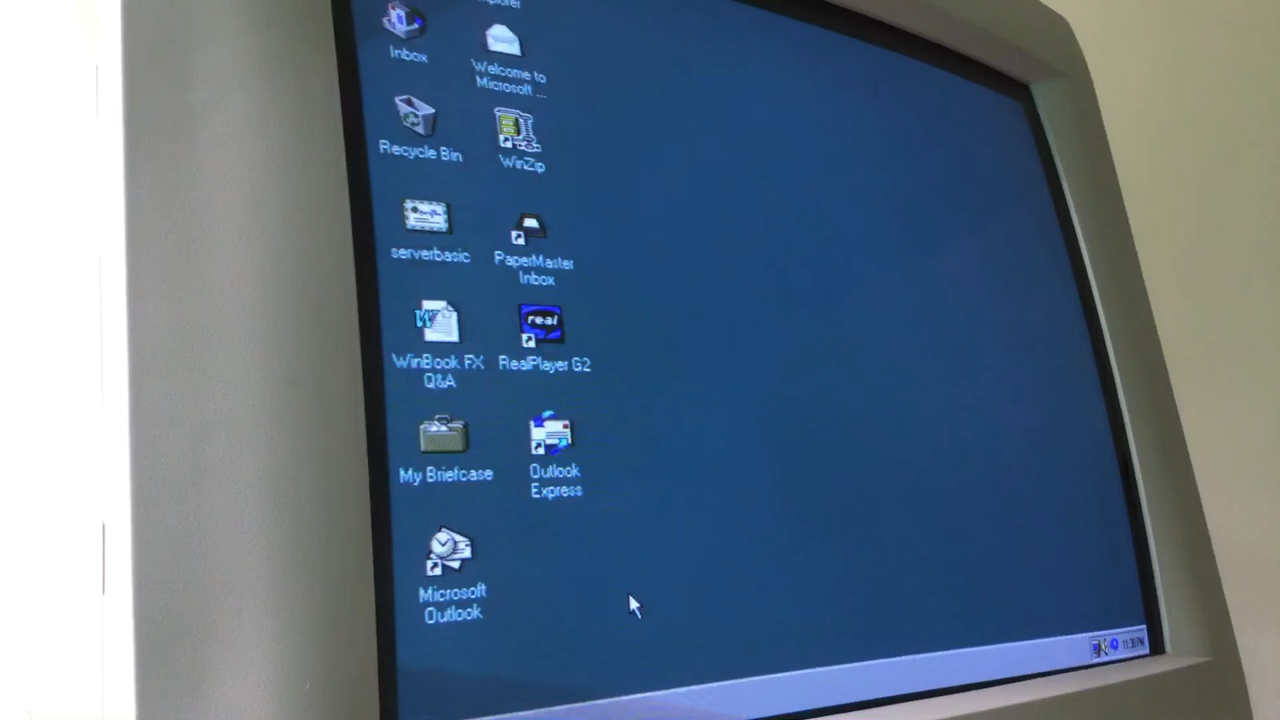 Inbox
Recycle Bin
serverbasic
WinBook FX
Q&A
My Briefcase
Microsoft
Outlook
Welcome to
Microsoft ...
WinZip
PaperMaster
Inbox
real
RealPlayer G2
Outlook
Express